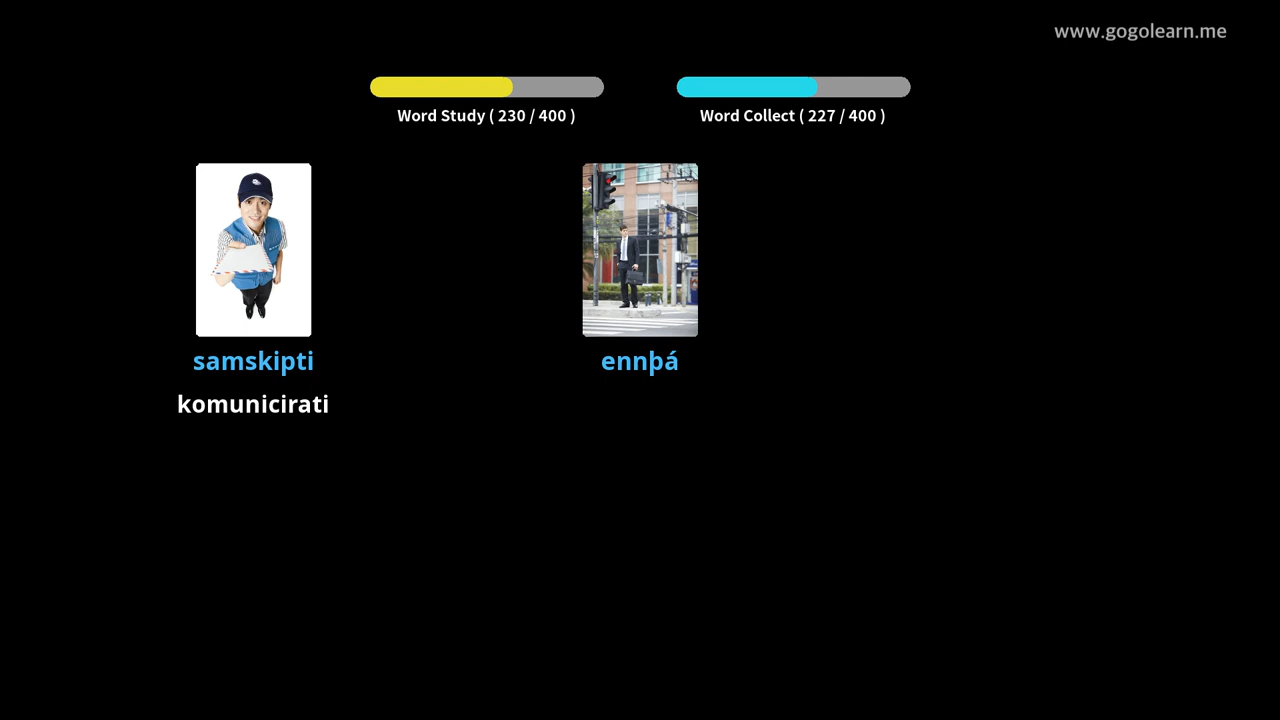 www.gogolearn.me
Word Study ( 230 / 400 )
Word Collect ( 227 / 400 )
samskipti
ennþá
komunicirati